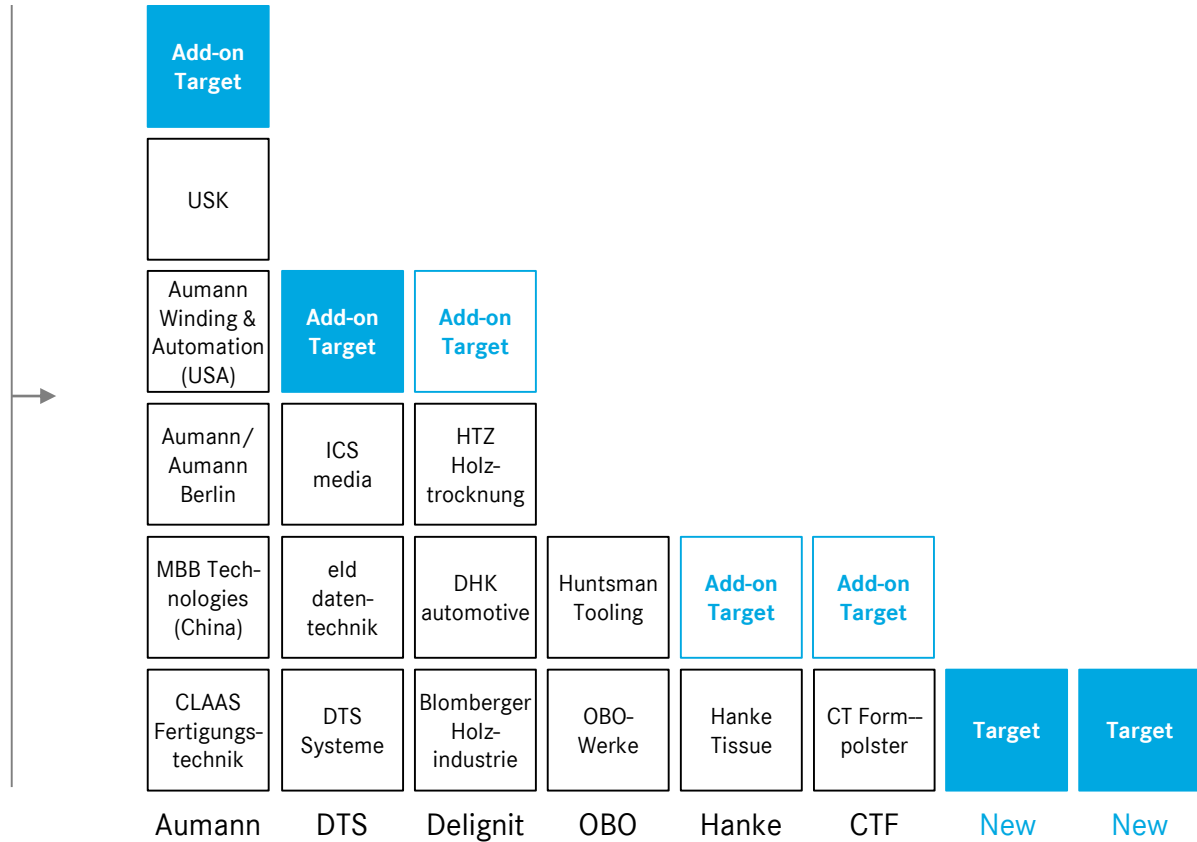 Add-on
Target
USK
Aumann
Winding &
Automation
(USA)
Add-on
Target
Add-on
Target
Aumann/
Aumann
Berlin
ICS
media
HTZ
Holz-
trocknung
MBB Tech-
nologies
(China)
eld
daten-
technik
DHK
automotive
Huntsman
Tooling
Add-on
Target
Add-on
Target
CLAAS
Fertigungs-
technik
DTS
Systeme
Blomberger
Holz-
industrie
OBO-
Werke
Hanke
Tissue
CT Form--
polster
Target
Target
Aumann DTS Delignit OBO Hanke CTF New New